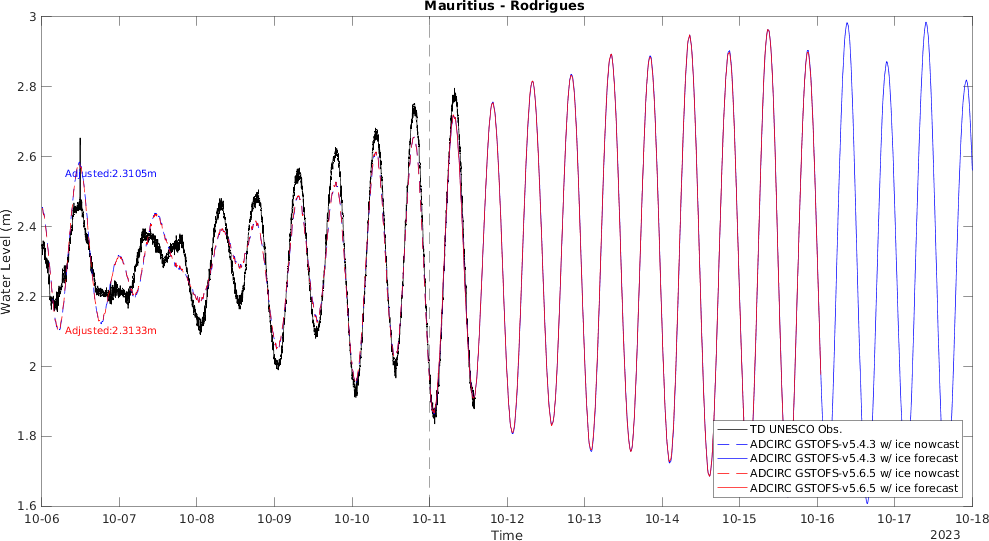 Mauritius - Rodrigues
3
2.8
2.6
2.4
2.2
2
1.8
1.6
Water Level (m)
Adjusted:2.3105m
Adjusted:2.3133m
TD UNESCO Obs.
ADCIRC GSTOFS-v5.4.3 w/ ice nowcast
ADCIRC GSTOFS-v5.4.3 w/ ice forecast
ADCIRC GSTOFS-v5.6.5 w/ ice nowcast
ADCIRC GSTOFS-v5.6.5 w/ ice forecast
10-06 10-07 10-08 10-09 10-10 10-11 10-12 10-13 10-14 10-15 10-16 10-17 10-18
Time
2023